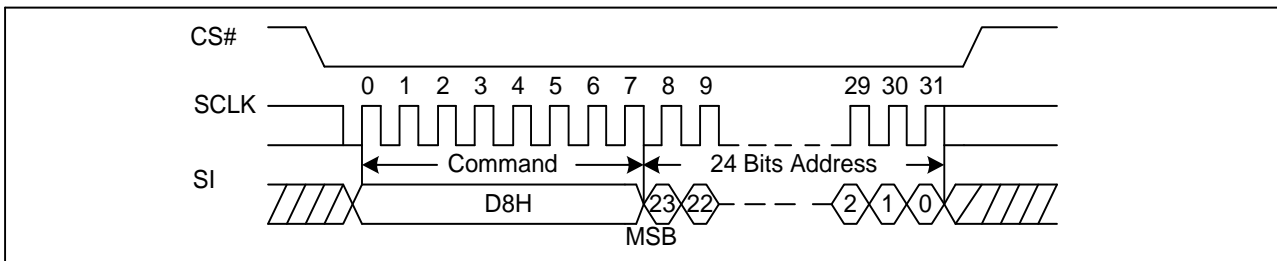 CS#
0 1 2 3 4 5 6 7 8 9 29 30 31
SCLK
Command 24 Bits Address
SI
D8H 23 22 2 1 0
MSB